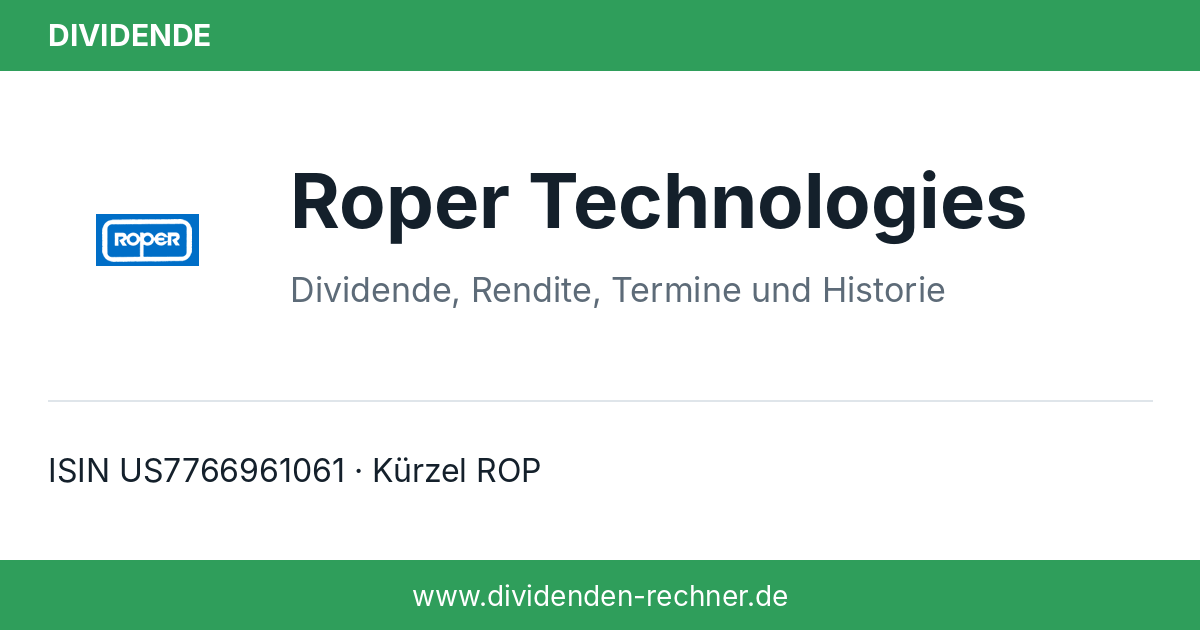 DIVIDENDE
ROPER
Roper Technologies
Dividende, Rendite, Termine und Historie
ISIN US7766961061 · Kürzel ROP
www.dividenden-rechner.de